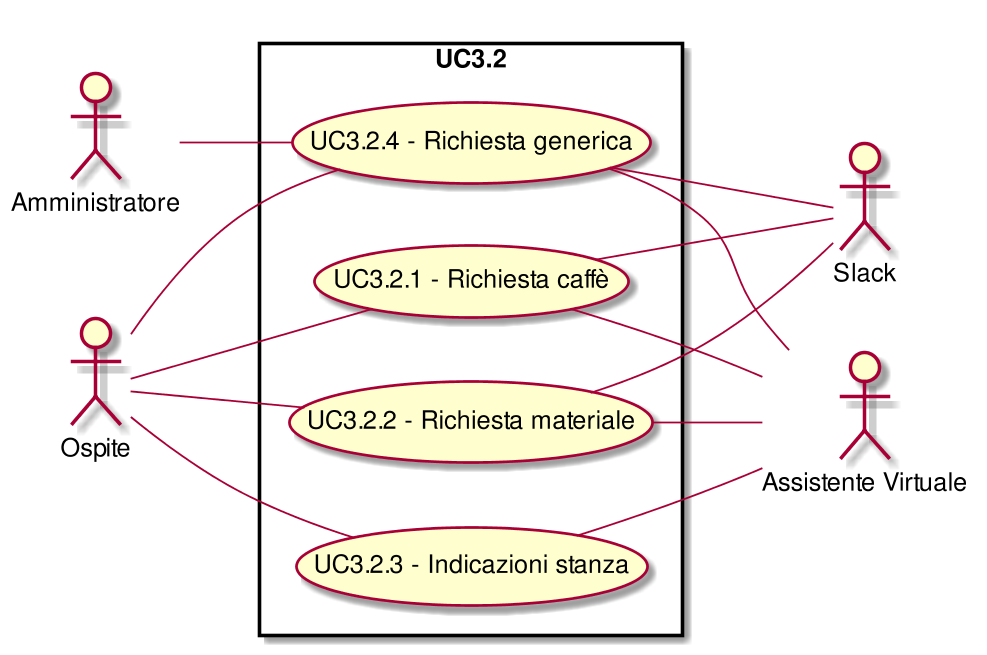 UC3.2
Amministratore
UC3.2.4 - Richiesta generica
Slack
UC3.2.1 - Richiesta caffè
Ospite
UC3.2.2 - Richiesta materiale
Assistente Virtuale
UC3.2.3 - Indicazioni stanza